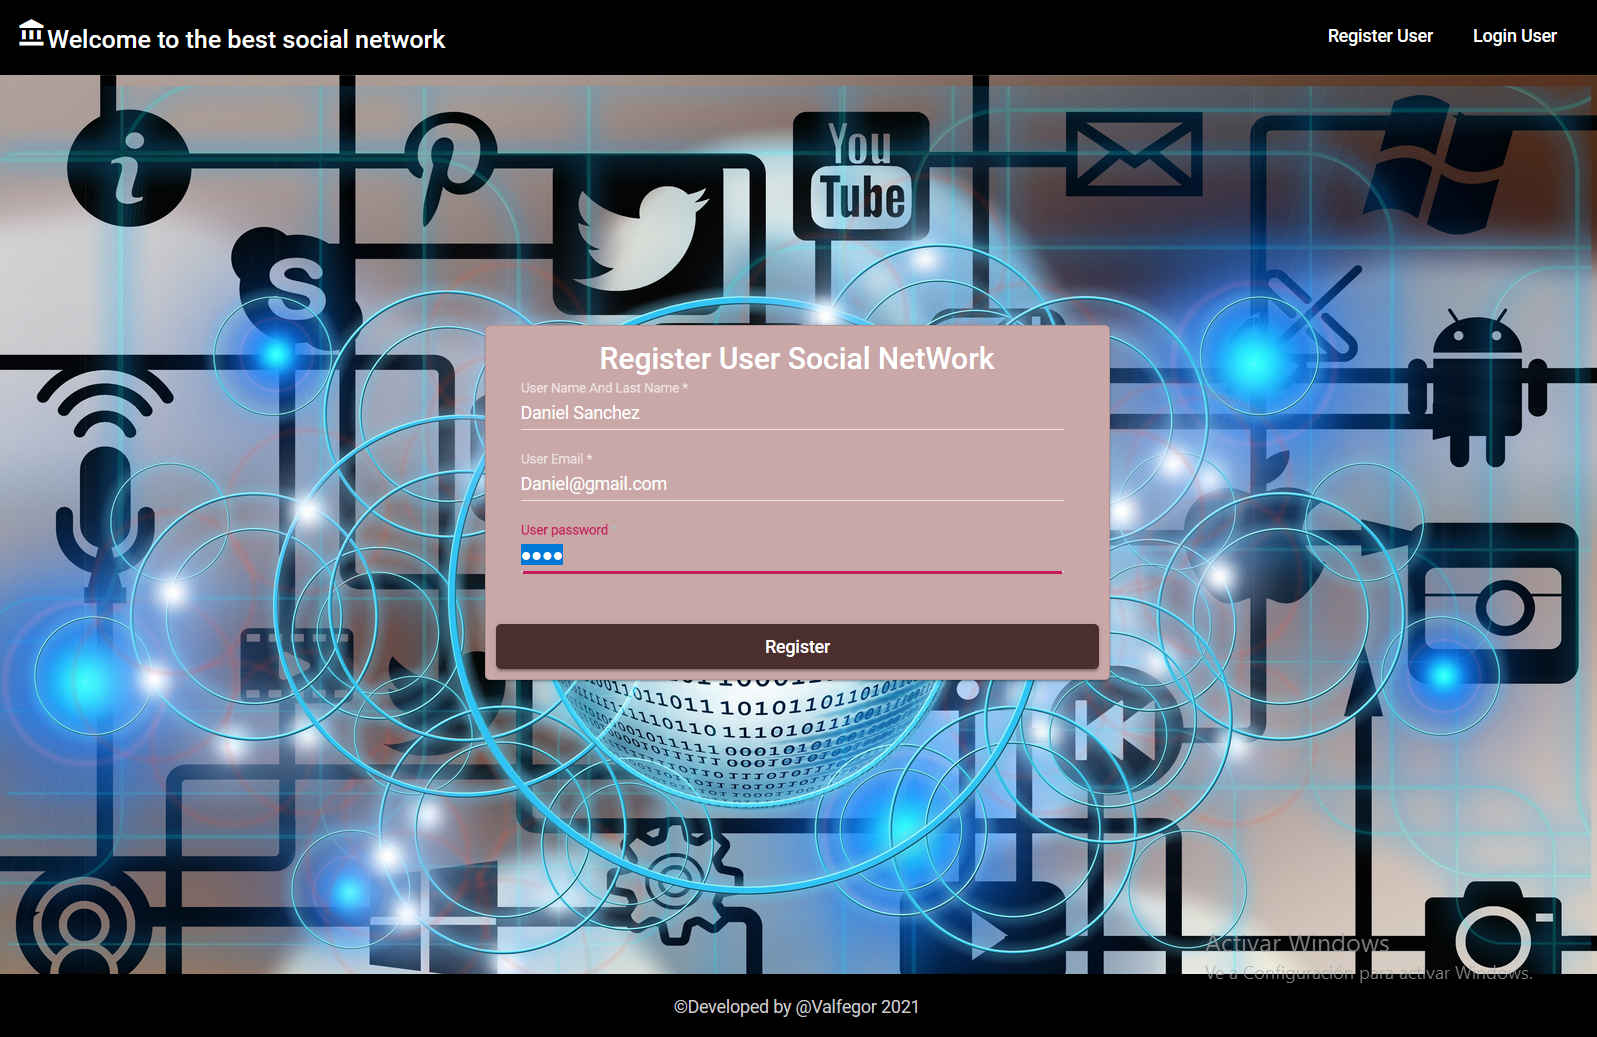 Welcome to the best social network
Register User
Login User
i
You
Tube
S
Register User Social NetWork
User Name And Last Name *
Daniel Sanchez
User Email *
Daniel@gmail.com
User password
●●●●
Register
Activar Windows
Ve a Configuración para activar Windows.
©Developed by @Valfegor 2021